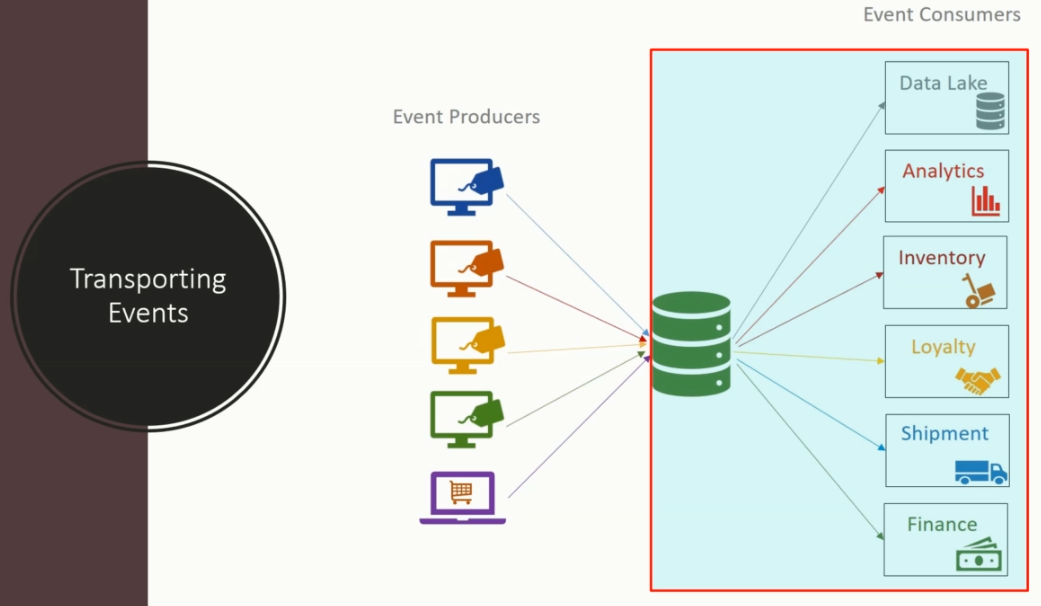 Event Consumers
Event Producers
Transporting
Events
Data Lake
Analytics
Inventory
Loyalty
Shipment
Finance